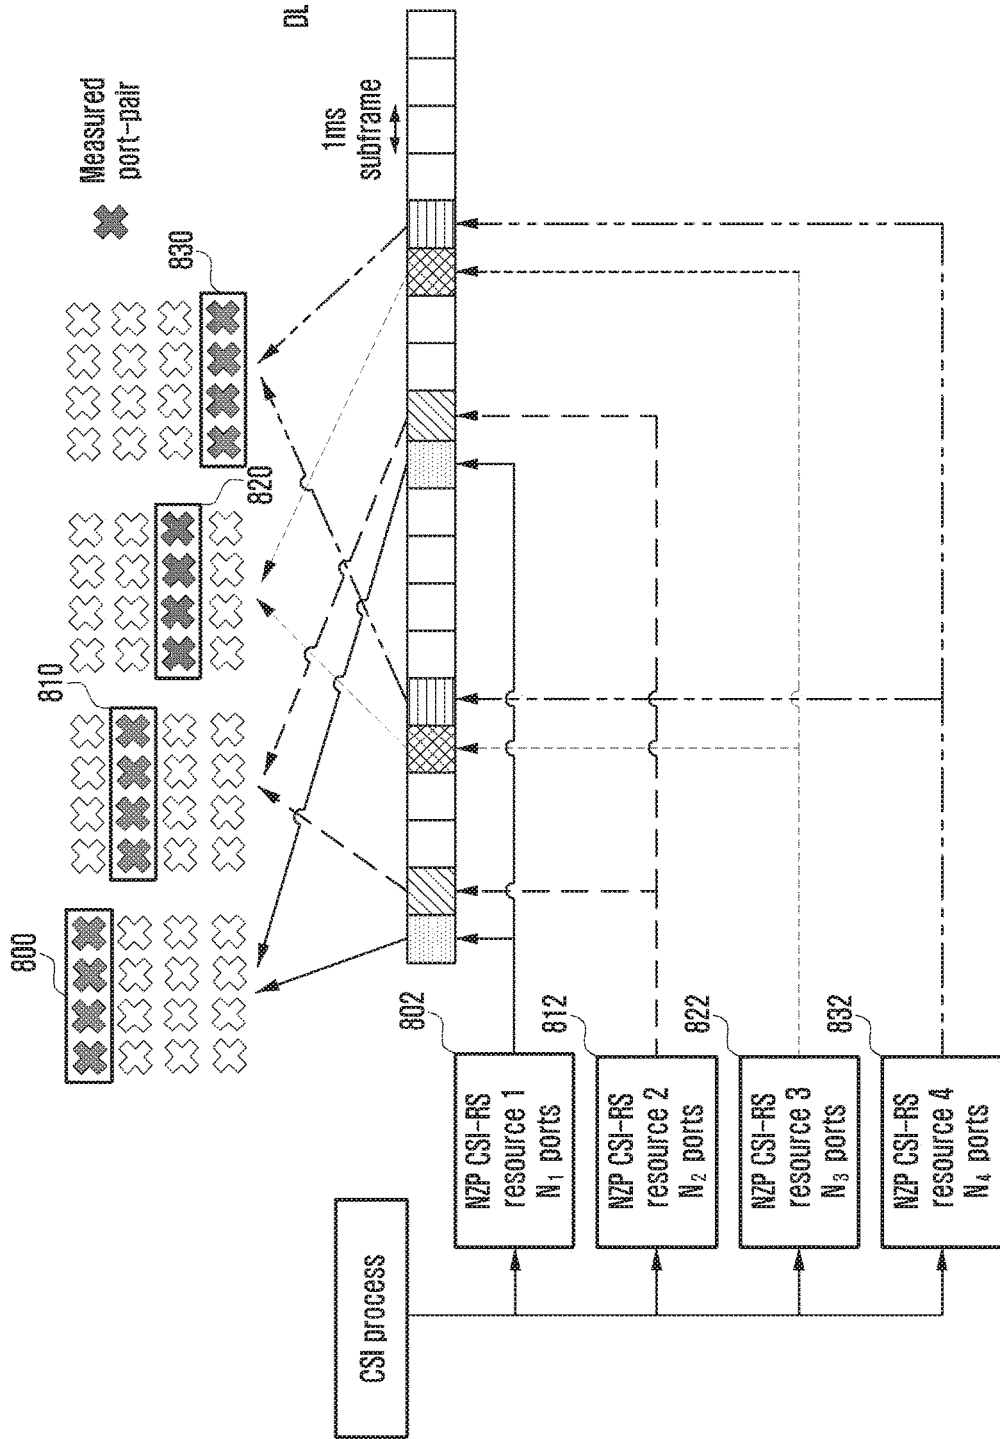 DL
1ms
subframe
Measured
port-pair
800
810
820
830
CSI process
802
NZP CSI-RS
resource 1
N₁ ports
812
NZP CSI-RS
resource 2
N₂ ports
822
NZP CSI-RS
resource 3
N₃ ports
832
NZP CSI-RS
resource 4
N₄ ports